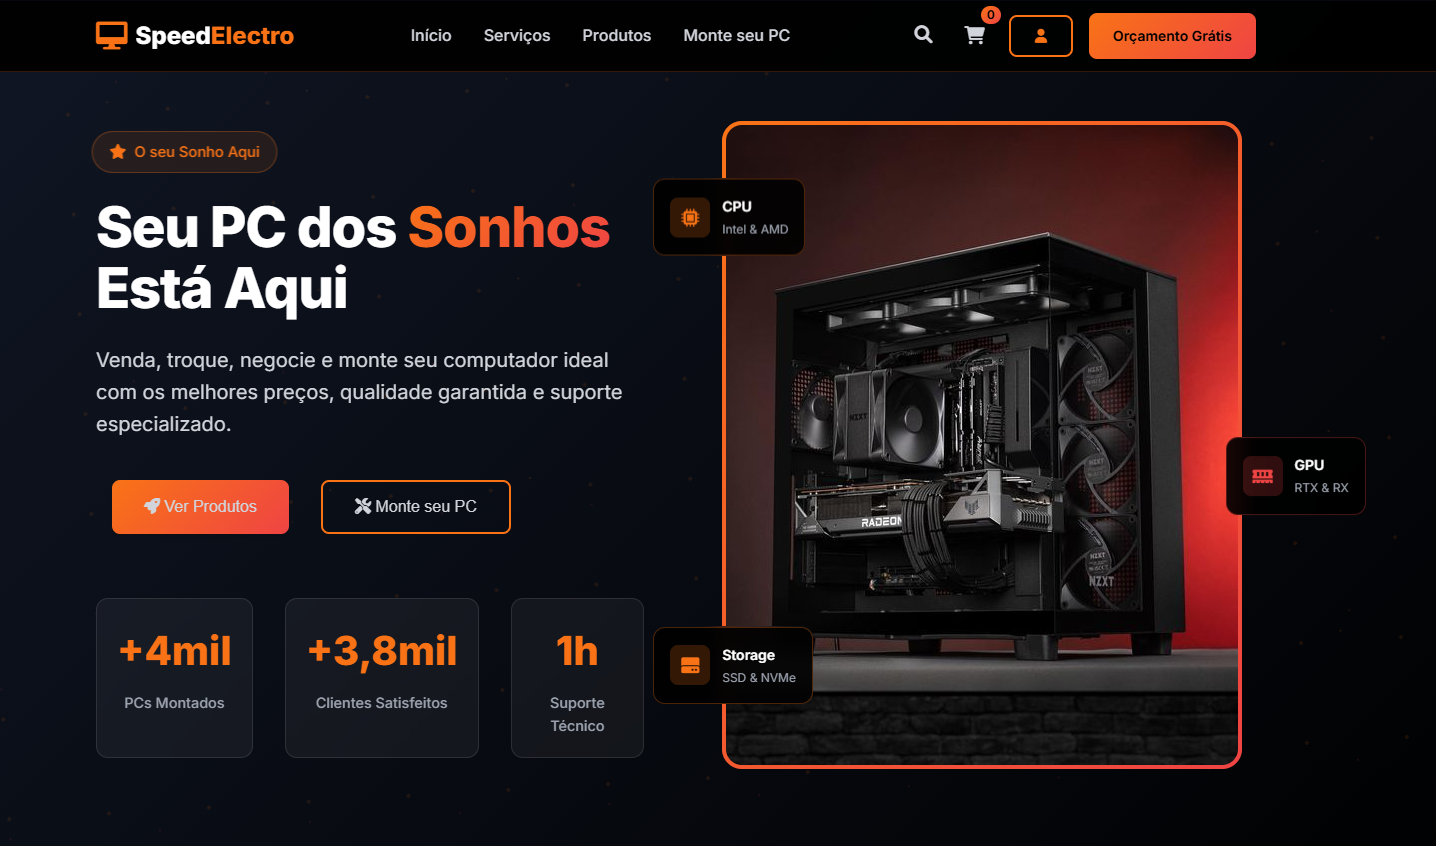 SpeedElectro
Início
Serviços
Produtos
Monte seu PC
0
Orçamento Grátis
O seu Sonho Aqui
Seu PC dos Sonhos
Está Aqui
Venda, troque, negocie e monte seu computador ideal
com os melhores preços, qualidade garantida e suporte
especializado.
Ver Produtos
Monte seu PC
+4mil
PCs Montados
+3,8mil
Clientes Satisfeitos
1h
Suporte
Técnico
CPU
Intel & AMD
GPU
RTX & RX
Storage
SSD & NVMe
NZXT
NZXT
NZXT
RADEON
NZXT
NZXT